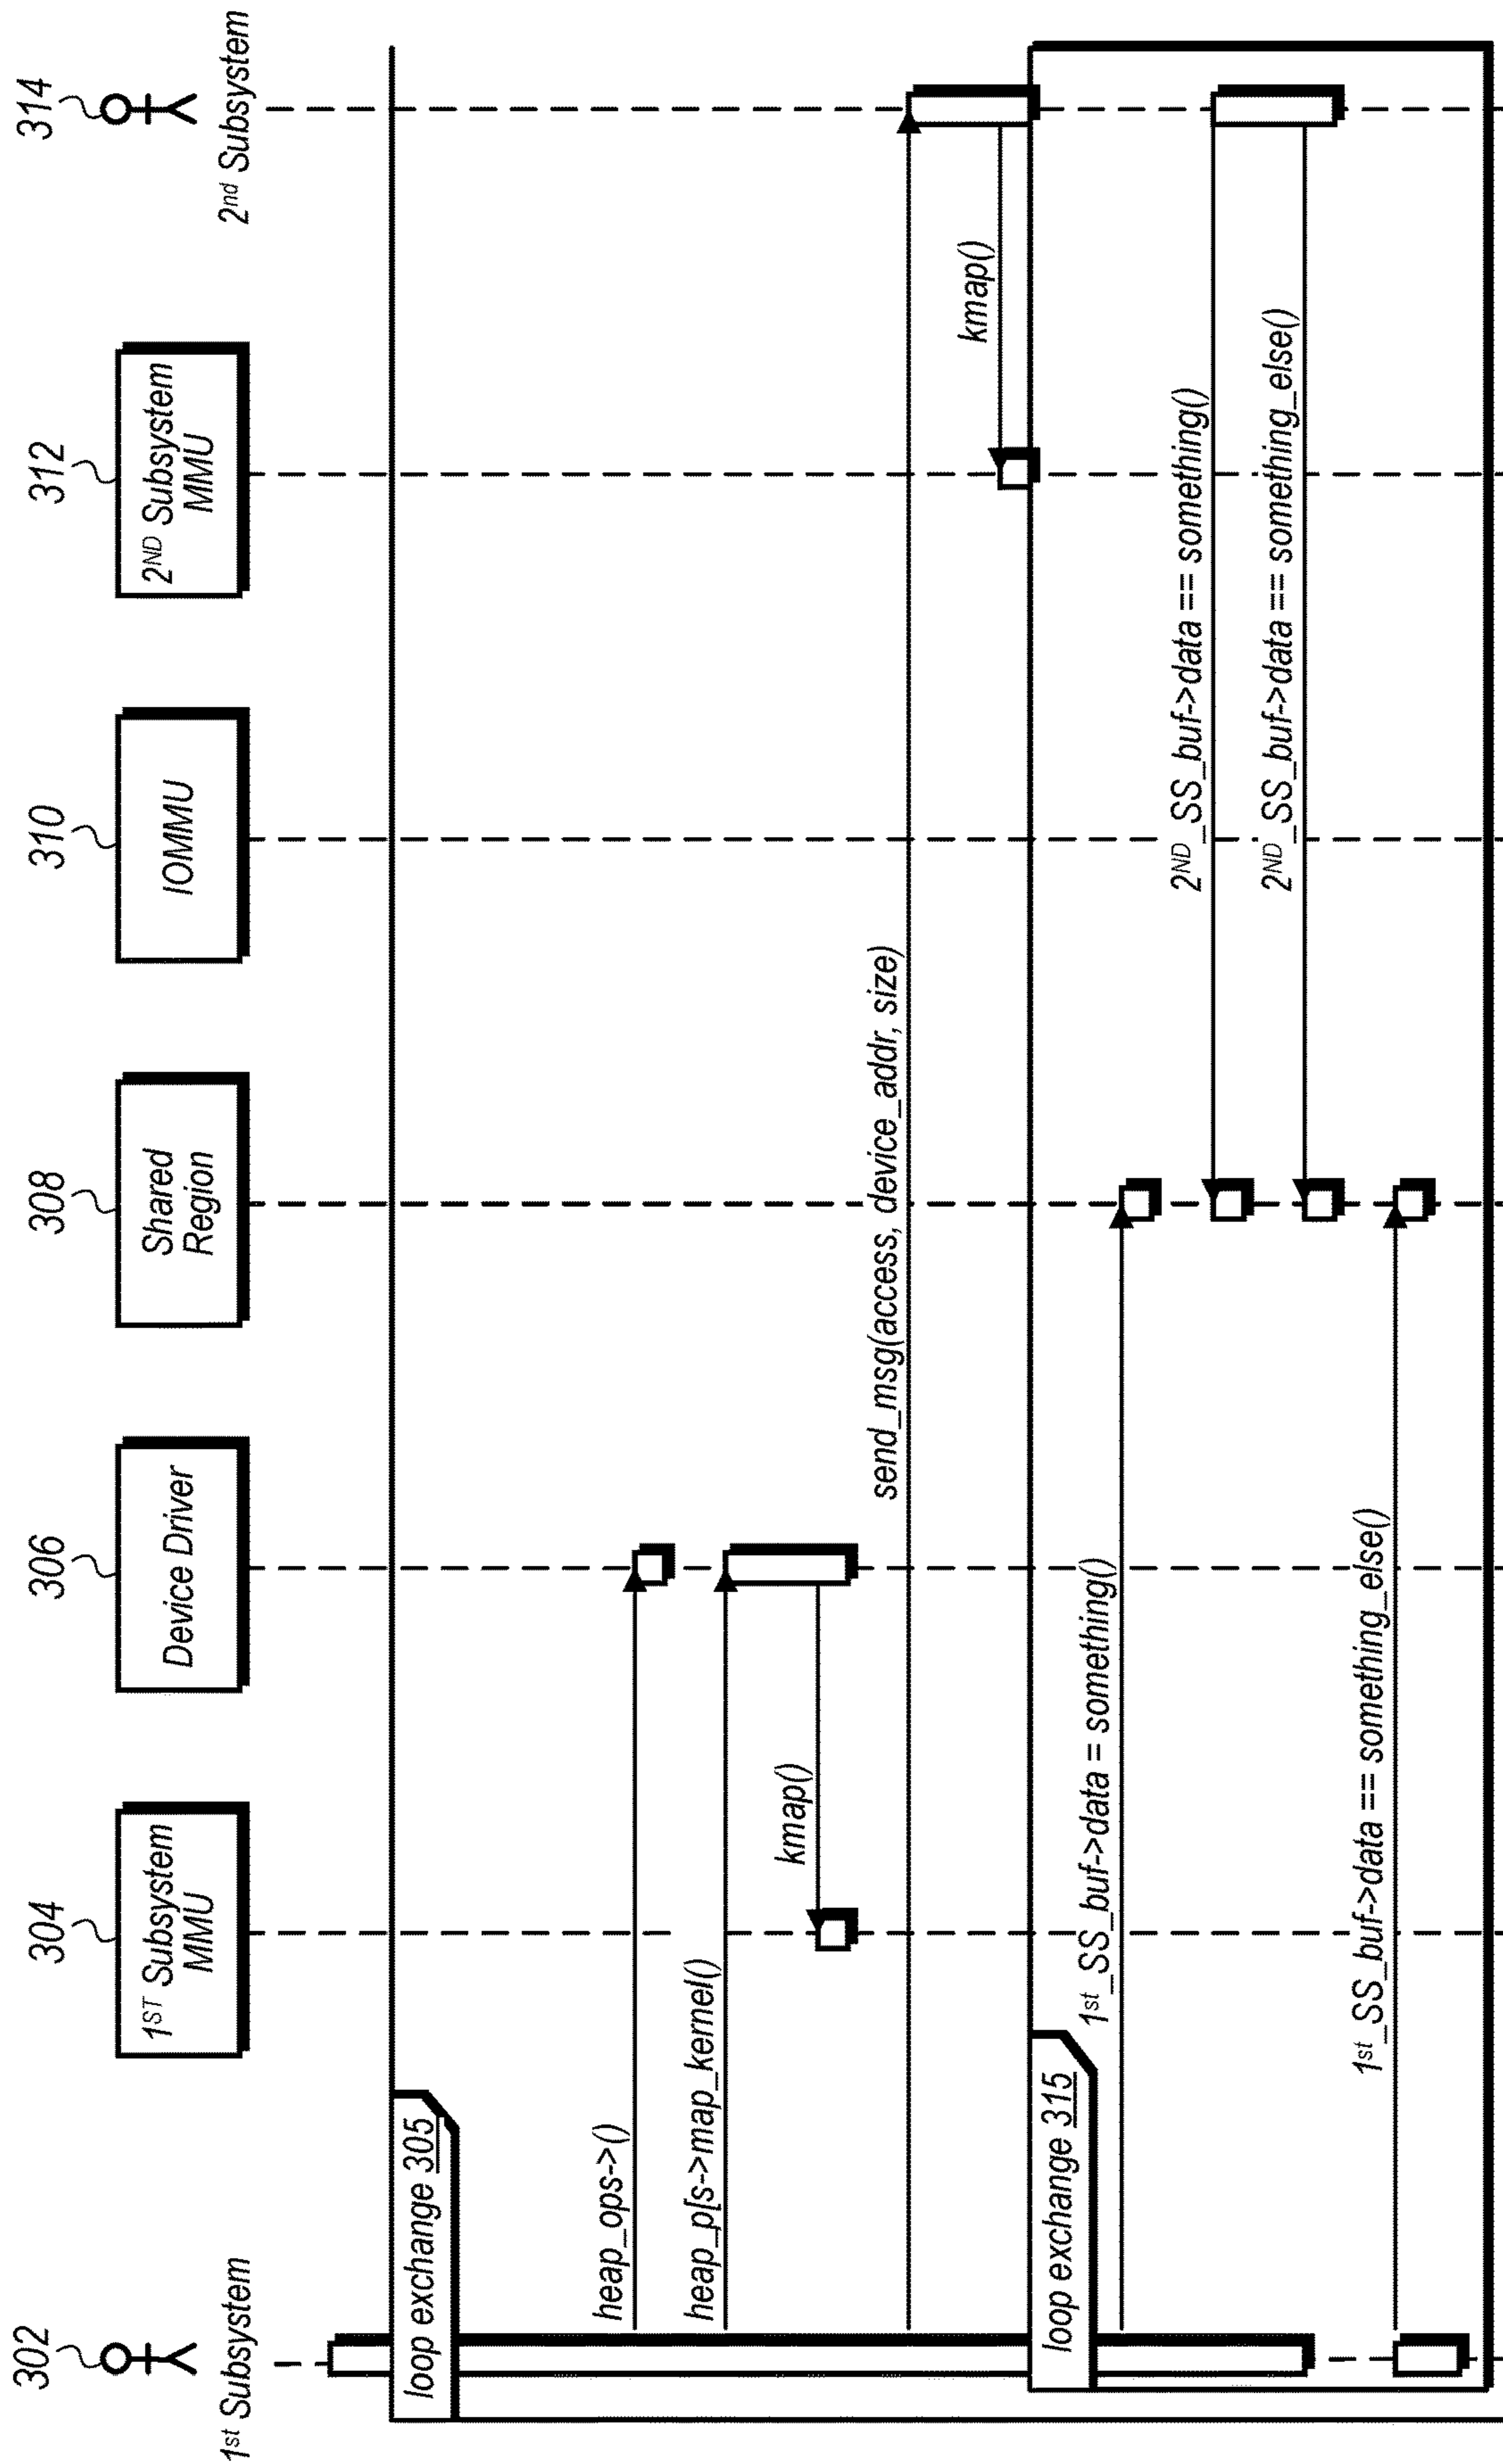 302
304
306
308
310
312
314
1st Subsystem
1ST Subsystem
MMU
Device Driver
Shared
Region
IOMMU
2ND Subsystem
MMU
2nd Subsystem
loop exchange 305
heap_ops->()
heap_p[s->map_kernel()
kmap()
send_msg(access, device_addr, size)
kmap()
loop exchange 315
1st_SS_buf->data = something()
2ND_SS_buf->data == something()
2ND_SS_buf->data == something_else()
1st_SS_buf->data == something_else()